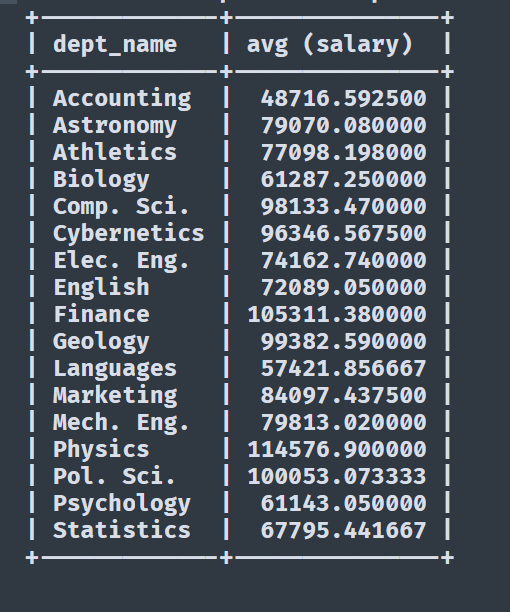 +--------------+----------------+
| dept_name    | avg (salary)   |
+--------------+----------------+
| Accounting   |   48716.592500 |
| Astronomy    |   79070.080000 |
| Athletics    |   77098.198000 |
| Biology      |   61287.250000 |
| Comp. Sci.   |   98133.470000 |
| Cybernetics  |   96346.567500 |
| Elec. Eng.   |   74162.740000 |
| English      |   72089.050000 |
| Finance      |  105311.380000 |
| Geology      |   99382.590000 |
| Languages    |   57421.856667 |
| Marketing    |   84097.437500 |
| Mech. Eng.   |   79813.020000 |
| Physics      |  114576.900000 |
| Pol. Sci.    |  100053.073333 |
| Psychology   |   61143.050000 |
| Statistics   |   67795.441667 |
+--------------+----------------+